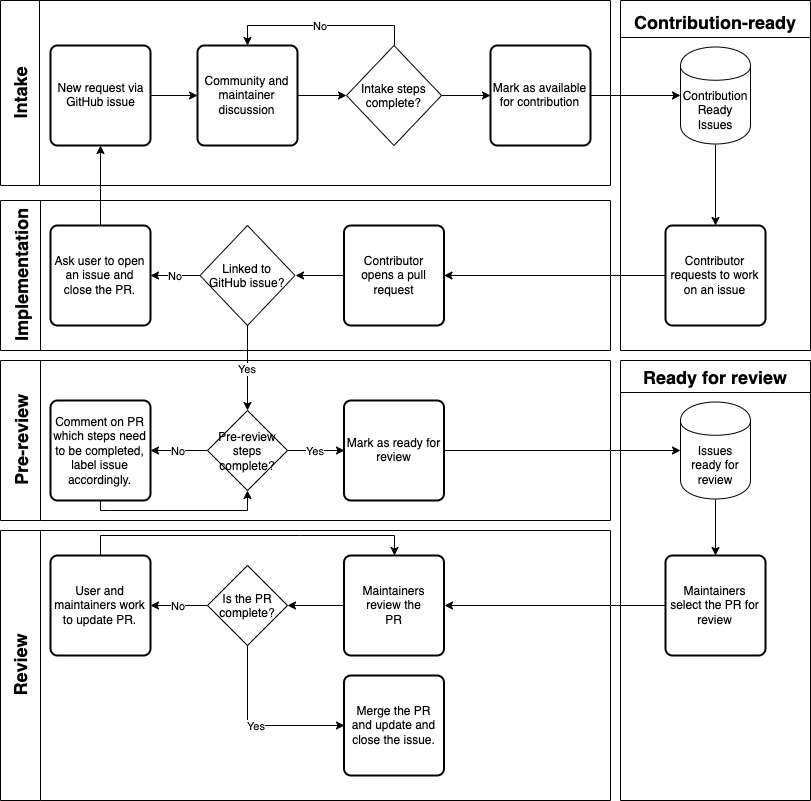 Intake
New request via
GitHub issue
Community and
maintainer
discussion
No
Intake steps
complete?
Mark as available
for contribution
Contribution-ready
Contribution
Ready
Issues
Implementation
Ask user to open
an issue and
close the PR.
No
Linked to
GitHub issue?
Contributor
opens a pull
request
Contributor
requests to work
on an issue
Yes
Pre-review
Comment on PR
which steps need
to be completed,
label issue
accordingly.
No
Pre-review
steps
complete?
Yes
Mark as ready for
review
Ready for review
Issues
ready for
review
Review
User and
maintainers work
to update PR.
No
Is the PR
complete?
Maintainers
review the
PR
Maintainers
select the PR for
review
Yes
Merge the PR
and update and
close the issue.